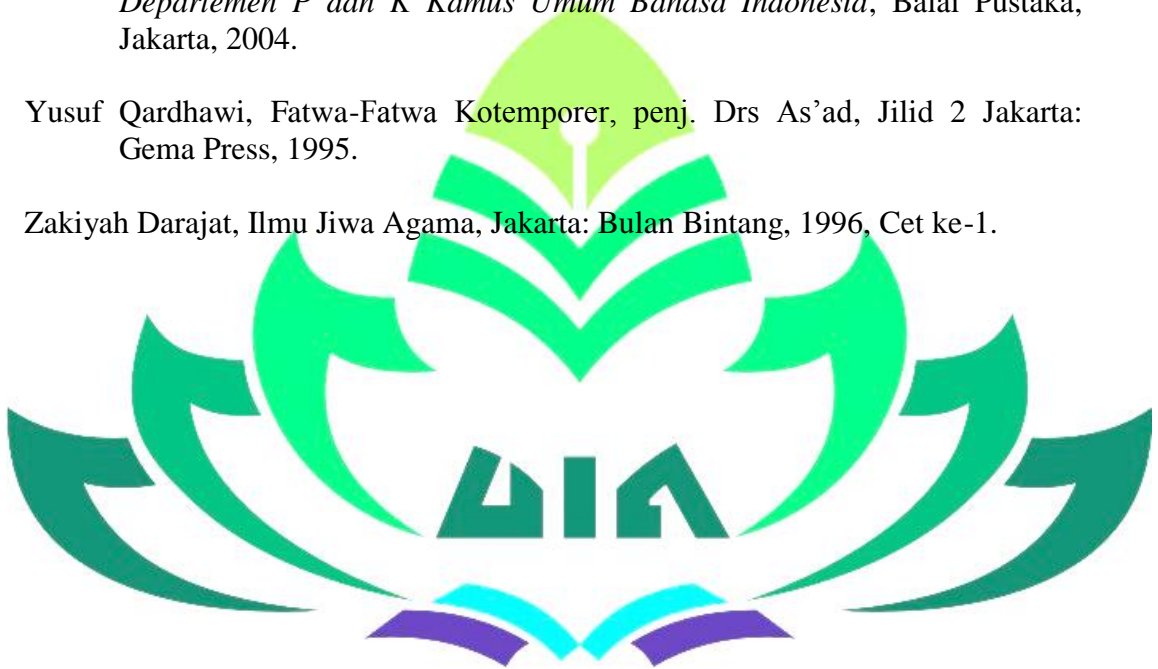 Departemen P dan K Kamus Umum Bahasa Indonesia, Balai Pustaka,
Jakarta, 2004.
Yusuf Qardhawi, Fatwa-Fatwa Kotemporer, penj. Drs As’ad, Jilid 2 Jakarta:
Gema Press, 1995.
Zakiyah Darajat, Ilmu Jiwa Agama, Jakarta: Bulan Bintang, 1996, Cet ke-1.
UIN